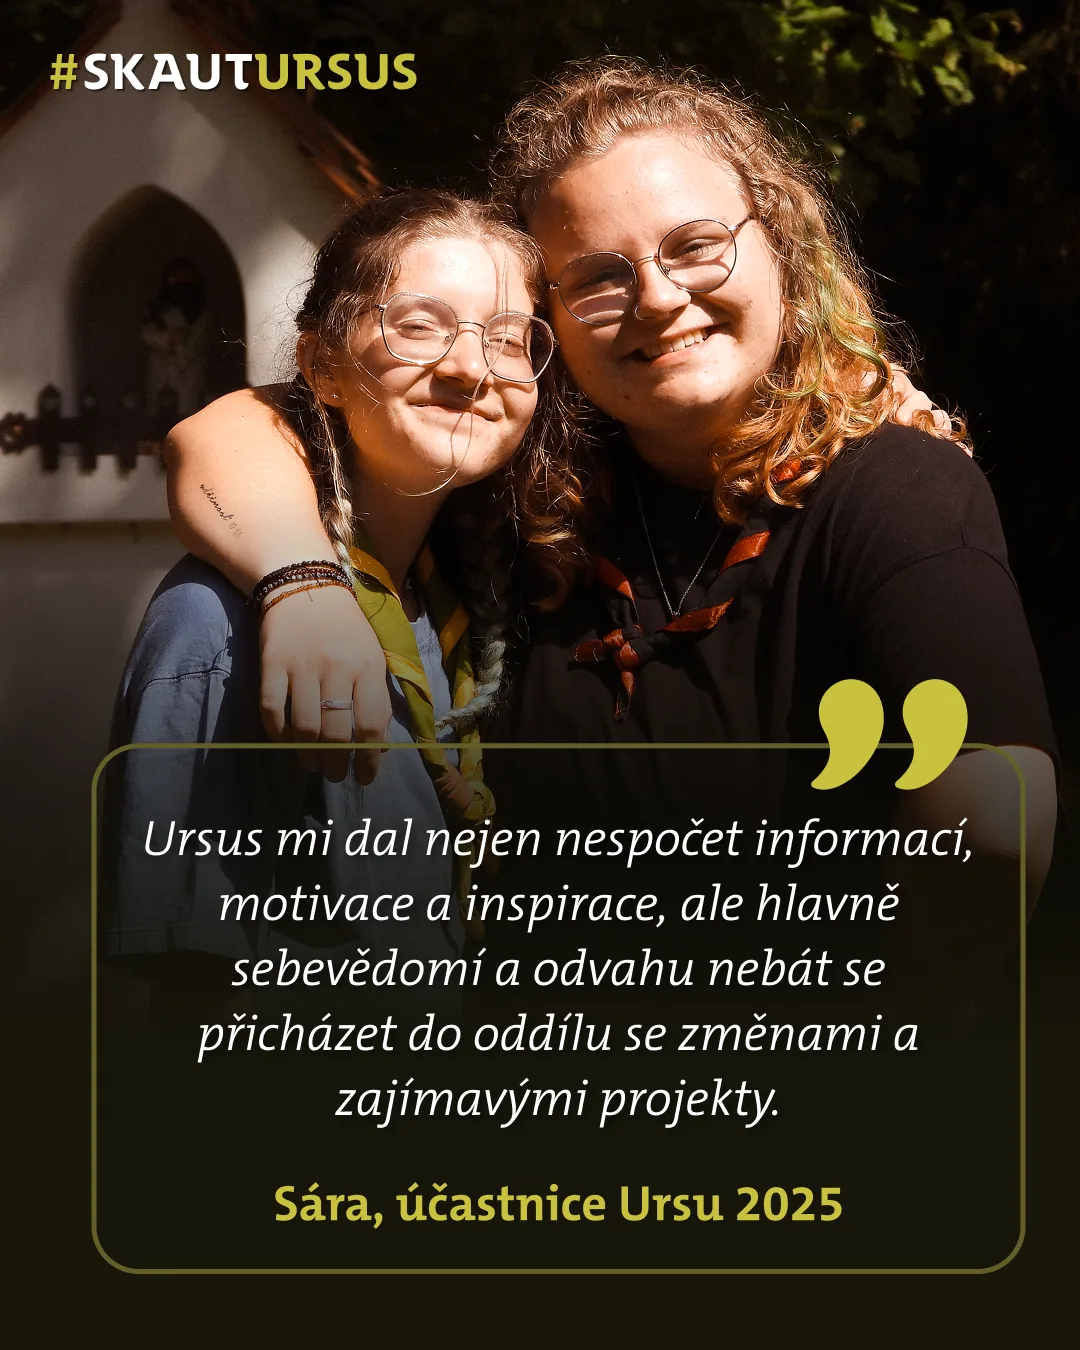 #SKAUTURSUS
Ursus mi dal nejen nespočet informací,
motivace a inspirace, ale hlavně
sebevědomí a odvahu nebát se
přicházet do oddílu se změnami a
zajímavými projekty.
Sára, účastnice Ursu 2025